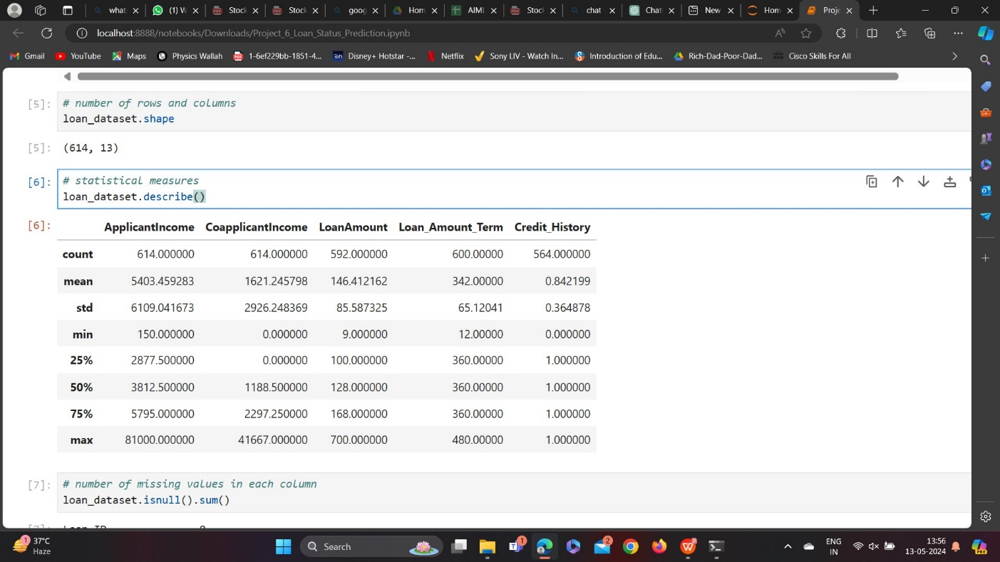 what
(1) W
Stock
Stock
goog
Hom
AIML
Stoc
chat
Chat
New
Hom
Proje
localhost:8888/notebooks/Downloads/Project_6_Loan_Status_Prediction.ipynb
Gmail
YouTube
Maps
Physics Wallah
1-6ef229bb-1851-4...
Disney+ Hotstar -...
Netflix
Sony LIV - Watch In...
Introduction of Edu...
Rich-Dad-Poor-Dad...
Cisco Skills For All
[5]: # number of rows and columns
loan_dataset.shape
[5]: (614, 13)
[6]: # statistical measures
loan_dataset.describe()
[6]: ApplicantIncome CoapplicantIncome LoanAmount Loan_Amount_Term Credit_History
count 614.000000 614.000000 592.000000 600.00000 564.000000
mean 5403.459283 1621.245798 146.412162 342.00000 0.842199
std 6109.041673 2926.248369 85.587325 65.12041 0.364878
min 150.000000 0.000000 9.000000 12.00000 0.000000
25% 2877.500000 0.000000 100.000000 360.00000 1.000000
50% 3812.500000 1188.500000 128.000000 360.00000 1.000000
75% 5795.000000 2297.250000 168.000000 360.00000 1.000000
max 81000.000000 41667.000000 700.000000 480.00000 1.000000
[7]: # number of missing values in each column
loan_dataset.isnull().sum()
37°C
Haze
Search
ENG
IN
13:56
13-05-2024